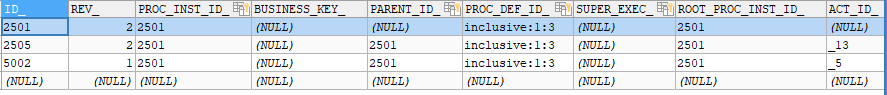 ID_ REV_ PROC_INST_ID_ BUSINESS_KEY_ PARENT_ID_ PROC_DEF_ID_ SUPER_EXEC_ ROOT_PROC_INST_ID_ ACT_ID_
2501 2 2501 (NULL) (NULL) inclusive:1:3 (NULL) 2501 (NULL)
2505 2 2501 (NULL) 2501 inclusive:1:3 (NULL) 2501 _13
5002 1 2501 (NULL) 2501 inclusive:1:3 (NULL) 2501 _5
(NULL) (NULL) (NULL) (NULL) (NULL) (NULL) (NULL) (NULL) (NULL)